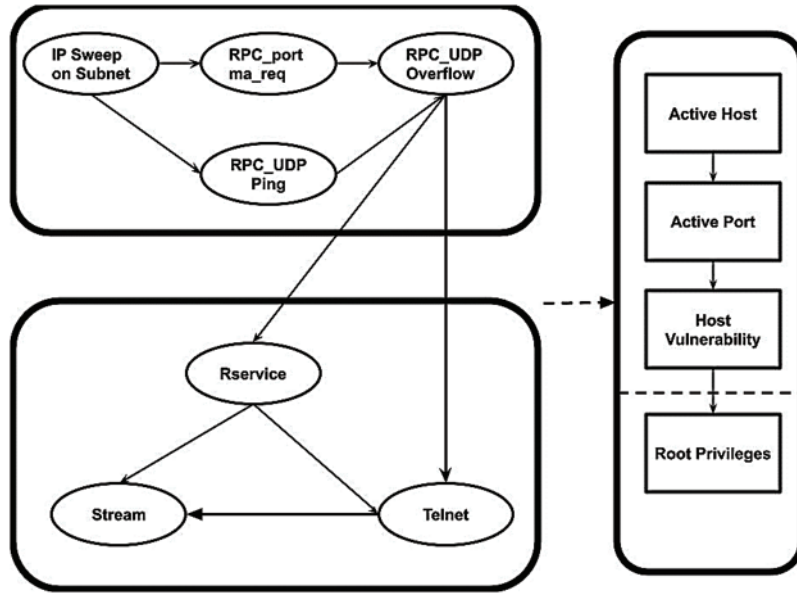 IP Sweep
on Subnet
RPC_port
ma_req
RPC_UDP
Overflow
RPC_UDP
Ping
Rservice
Stream
Telnet
Active Host
Active Port
Host
Vulnerability
Root Privileges